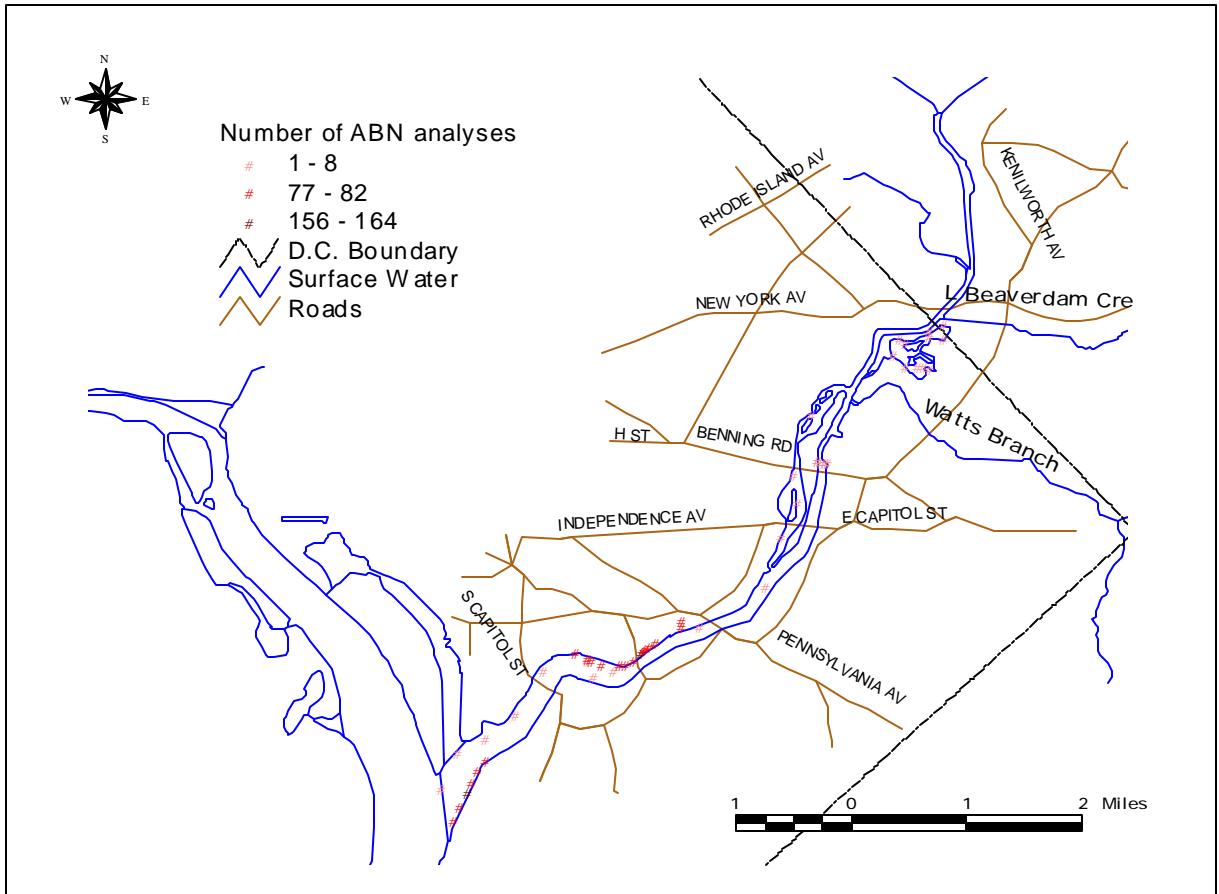 N
W E
S
Number of ABN analyses
# 1 - 8
# 77 - 82
# 156 - 164
D.C. Boundary
Surface Water
Roads
RHODE ISLAND AV
KENILWORTH AV
NEW YORK AV
L Beaverdam Cre
Watts Branch
H ST
BENNING RD
INDEPENDENCE AV
E CAPITOL ST
S CAPITOL ST
PENNSYLVANIA AV
1 0 1 2 Miles